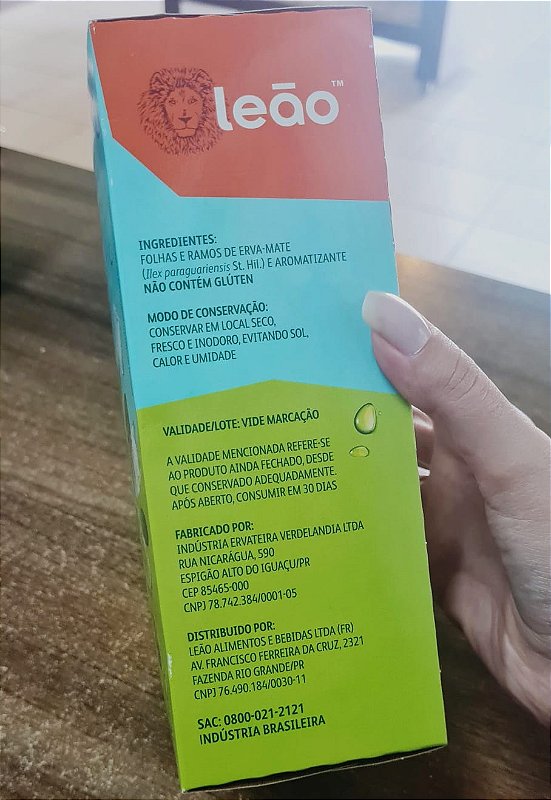 leão™
INGREDIENTES:
FOLHAS E RAMOS DE ERVA-MATE
(Ilex paraguariensis St. Hil.) E AROMATIZANTE
NÃO CONTÉM GLÚTEN
MODO DE CONSERVAÇÃO:
CONSERVAR EM LOCAL SECO,
FRESCO E INODORO, EVITANDO SOL,
CALOR E UMIDADE
VALIDADE/LOTE: VIDE MARCAÇÃO
A VALIDADE MENCIONADA REFERE-SE
AO PRODUTO AINDA FECHADO, DESDE
QUE CONSERVADO ADEQUADAMENTE.
APÓS ABERTO, CONSUMIR EM 30 DIAS
FABRICADO POR:
INDÚSTRIA ERVATEIRA VERDELANDIA LTDA
RUA NICARÁGUA, 590
ESPIGÃO ALTO DO IGUAÇU/PR
CEP 85465-000
CNPJ 78.742.384/0001-05
DISTRIBUIDO POR:
LEÃO ALIMENTOS E BEBIDAS LTDA (FR)
AV. FRANCISCO FERREIRA DA CRUZ, 2321
FAZENDA RIO GRANDE/PR
CNPJ 76.490.184/0030-11
SAC: 0800-021-2121
INDÚSTRIA BRASILEIRA